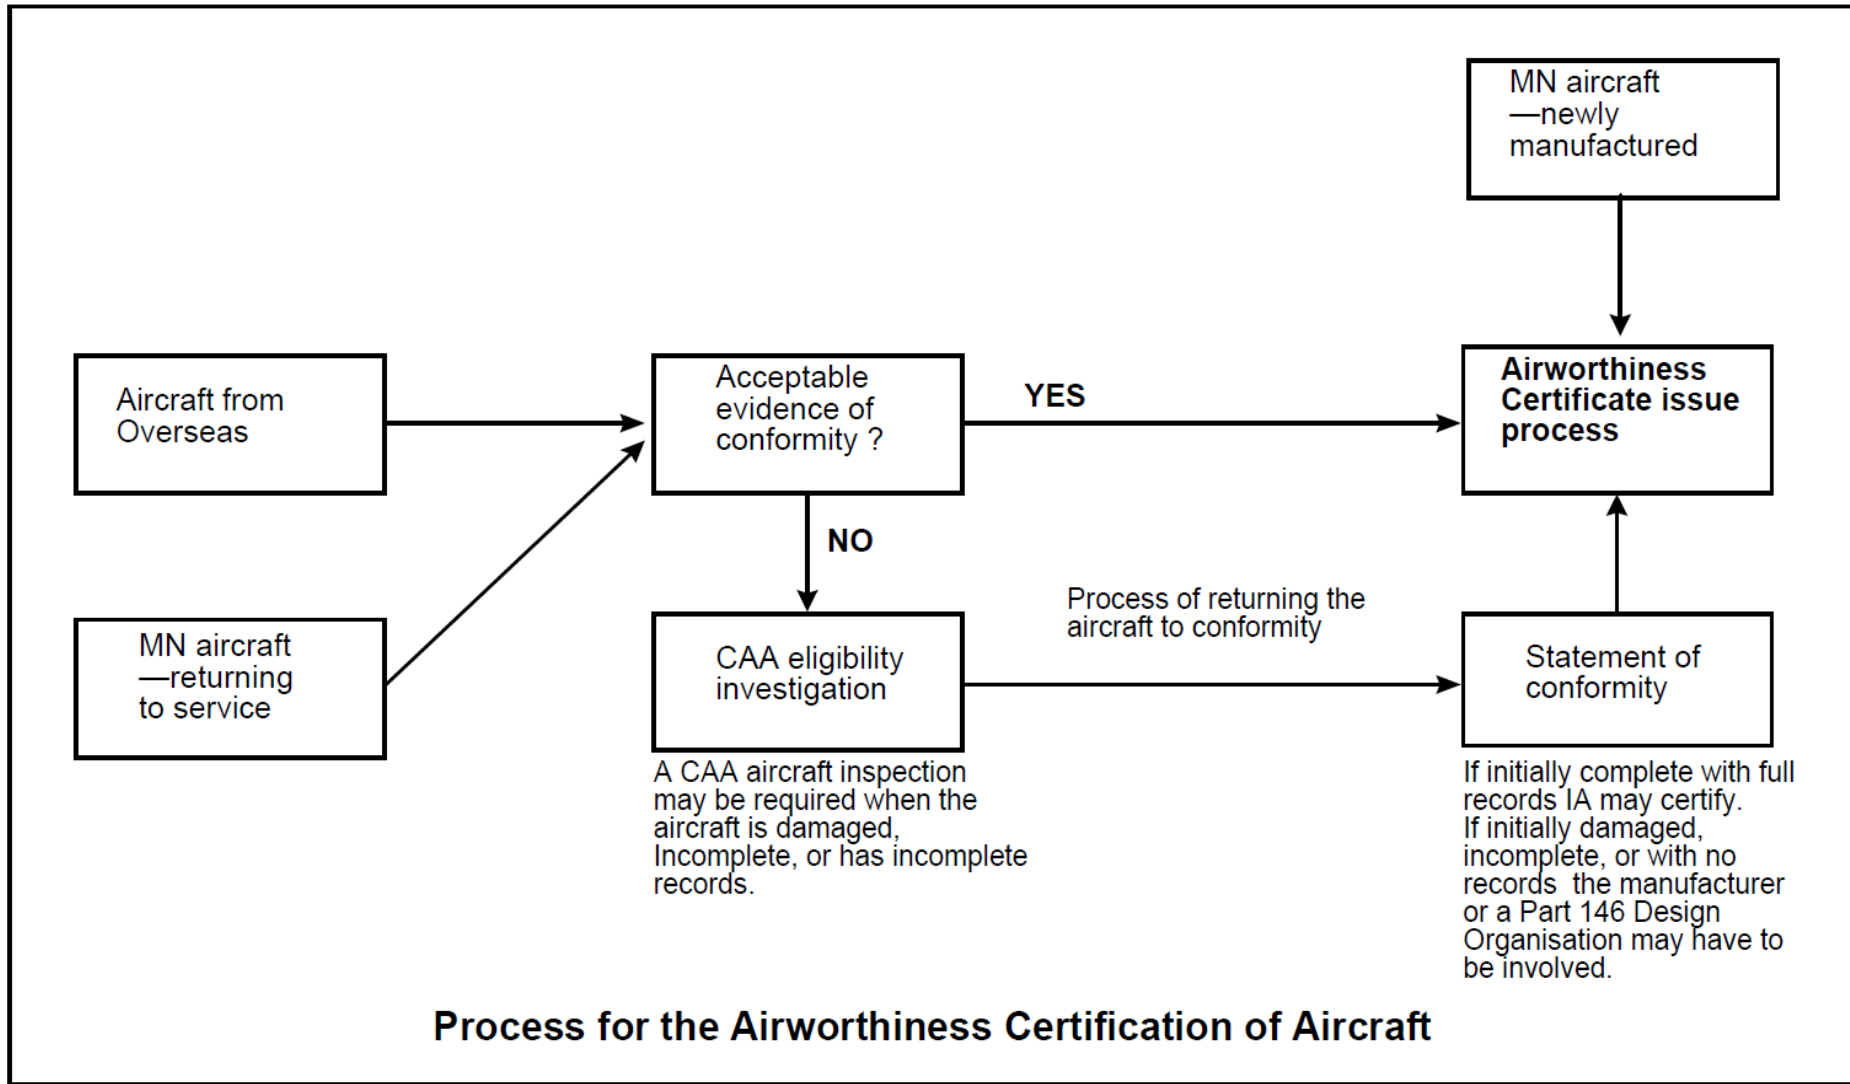 MN aircraft
—newly
manufactured
Aircraft from
Overseas
Acceptable
evidence of
conformity ?
YES
Airworthiness
Certificate issue
process
NO
MN aircraft
—returning
to service
CAA eligibility
investigation
Process of returning the
aircraft to conformity
Statement of
conformity
A CAA aircraft inspection
may be required when the
aircraft is damaged,
Incomplete, or has incomplete
records.
If initially complete with full
records IA may certify.
If initially damaged,
incomplete, or with no
records  the manufacturer
or a Part 146 Design
Organisation may have to
be involved.
Process for the Airworthiness Certification of Aircraft